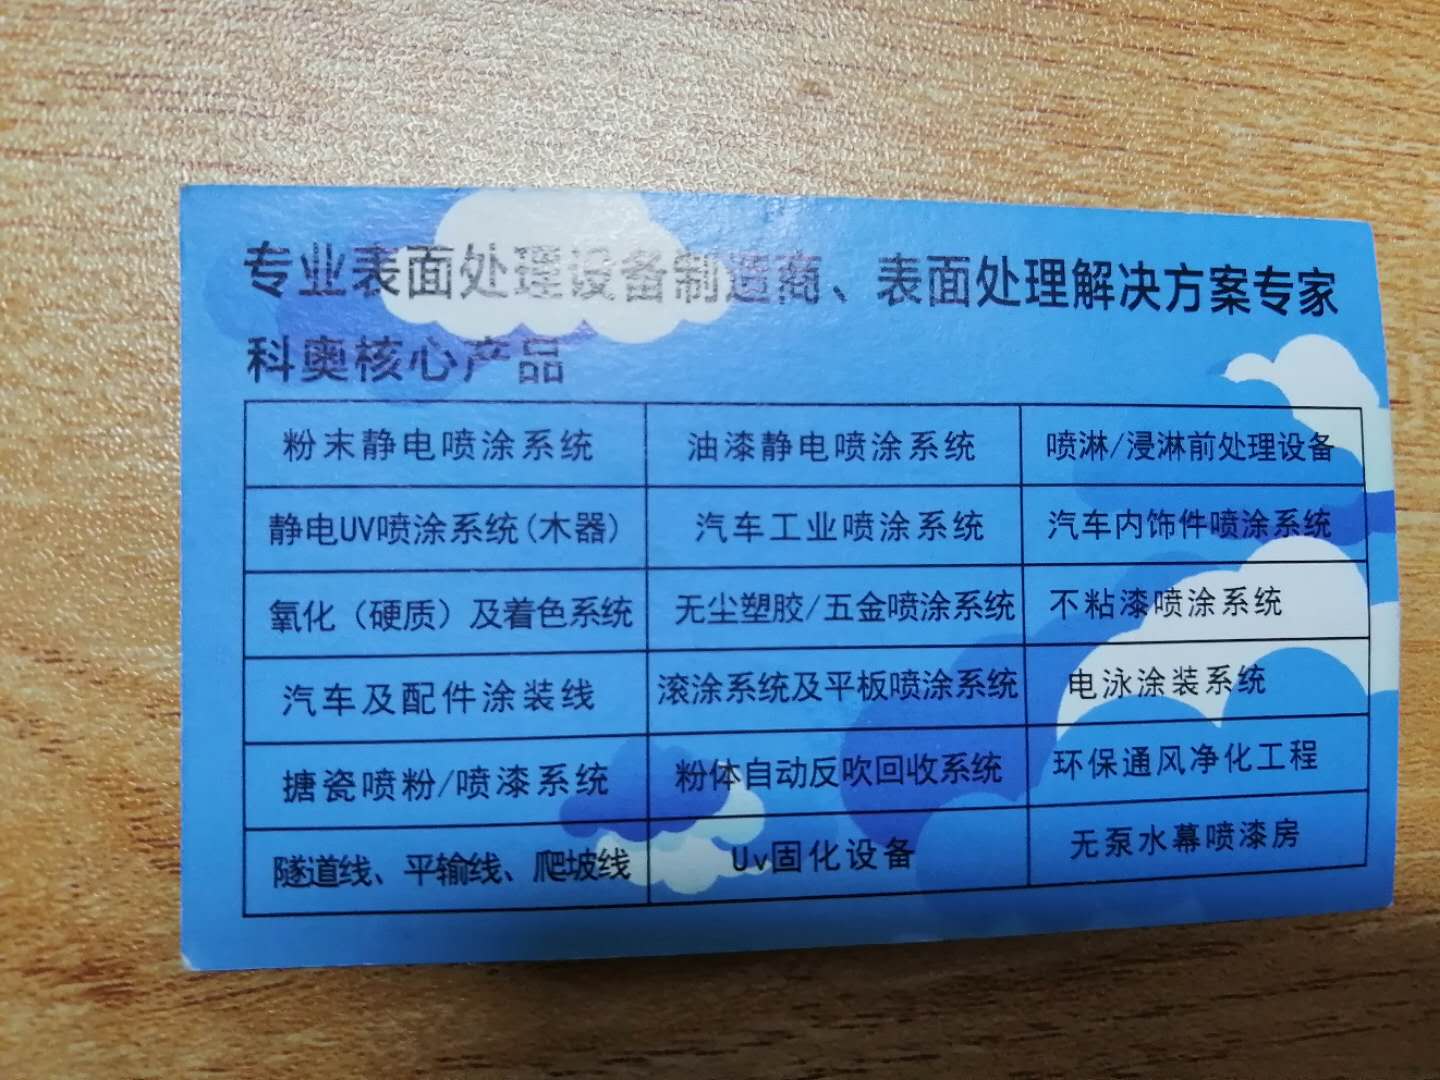 专业表面处理设备制造商、表面处理解决方案专家
科奥核心产品
粉末静电喷涂系统 油漆静电喷涂系统 喷淋/浸淋前处理设备
静电UV喷涂系统(木器) 汽车工业喷涂系统 汽车内饰件喷涂系统
氧化（硬质）及着色系统 无尘塑胶/五金喷涂系统 不粘漆喷涂系统
汽车及配件涂装线 滚涂系统及平板喷涂系统 电泳涂装系统
搪瓷喷粉/喷漆系统 粉体自动反吹回收系统 环保通风净化工程
隧道线、平输线、爬坡线 Uv固化设备 无泵水幕喷漆房